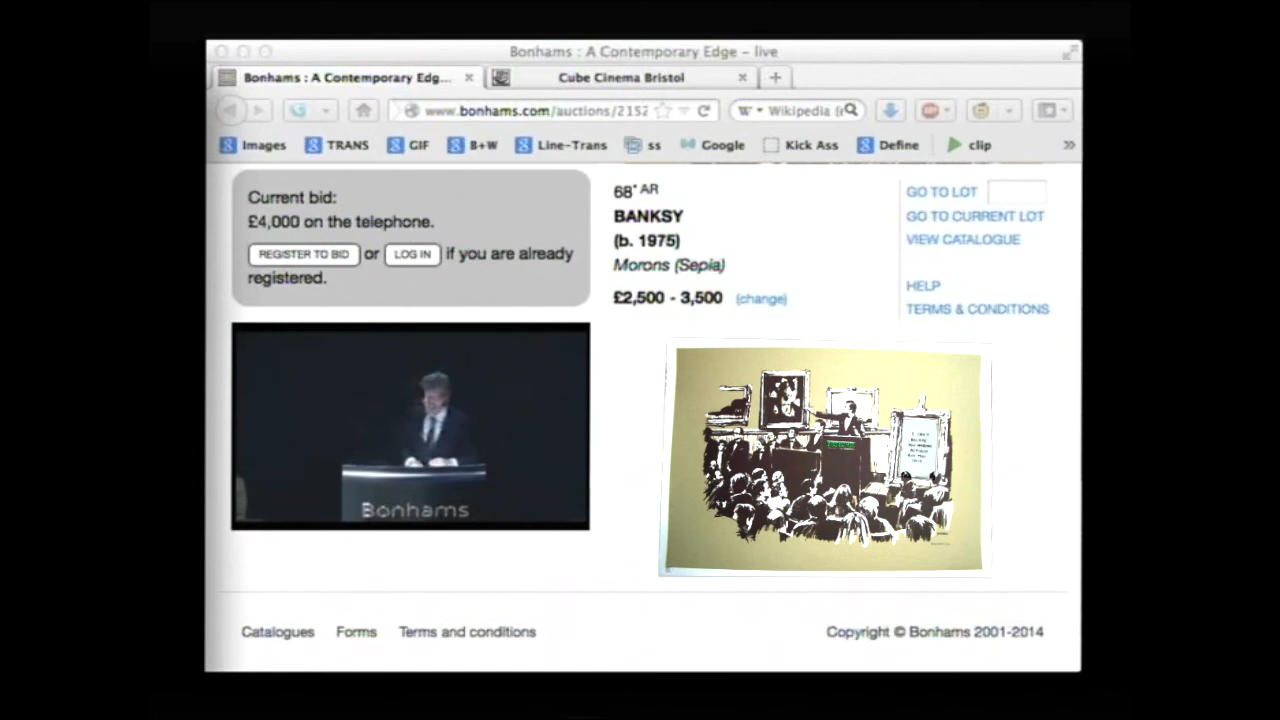 Bonhams : A Contemporary Edge – live
Bonhams : A Contemporary Edg...
Cube Cinema Bristol
www.bonhams.com/auctions/2152
W
Wikipedia (
Images
TRANS
GIF
B+W
Line-Trans
ss
Google
Kick Ass
Define
clip
Current bid:
£4,000 on the telephone.
REGISTER TO BID or LOG IN if you are already
registered.
68* AR
BANKSY
(b. 1975)
Morons (Sepia)
£2,500 - 3,500 (change)
GO TO LOT
GO TO CURRENT LOT
VIEW CATALOGUE
HELP
TERMS & CONDITIONS
Bonhams
Catalogues Forms Terms and conditions
Copyright © Bonhams 2001-2014